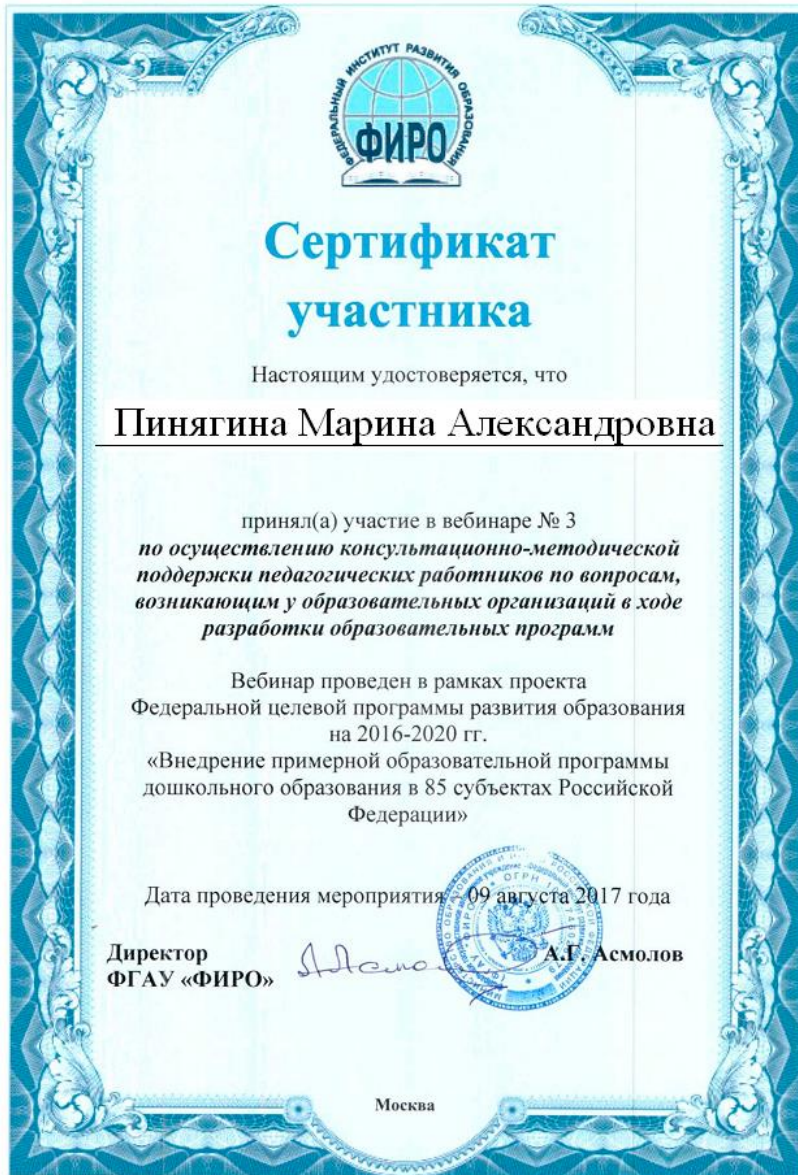 ФЕДЕРАЛЬНЫЙ ИНСТИТУТ РАЗВИТИЯ ОБРАЗОВАНИЯ
ФИРО
Сертификат
участника
Настоящим удостоверяется, что
Пинягина Марина Александровна
принял(а) участие в вебинаре № 3
по осуществлению консультационно-методической
поддержки педагогических работников по вопросам,
возникающим у образовательных организаций в ходе
разработки образовательных программ
Вебинар проведен в рамках проекта
Федеральной целевой программы развития образования
на 2016-2020 гг.
«Внедрение примерной образовательной программы
дошкольного образования в 85 субъектах Российской
Федерации»
Дата проведения мероприятия - 09 августа 2017 года
Директор
ФГАУ «ФИРО»
А.Г. Асмолов
Москва